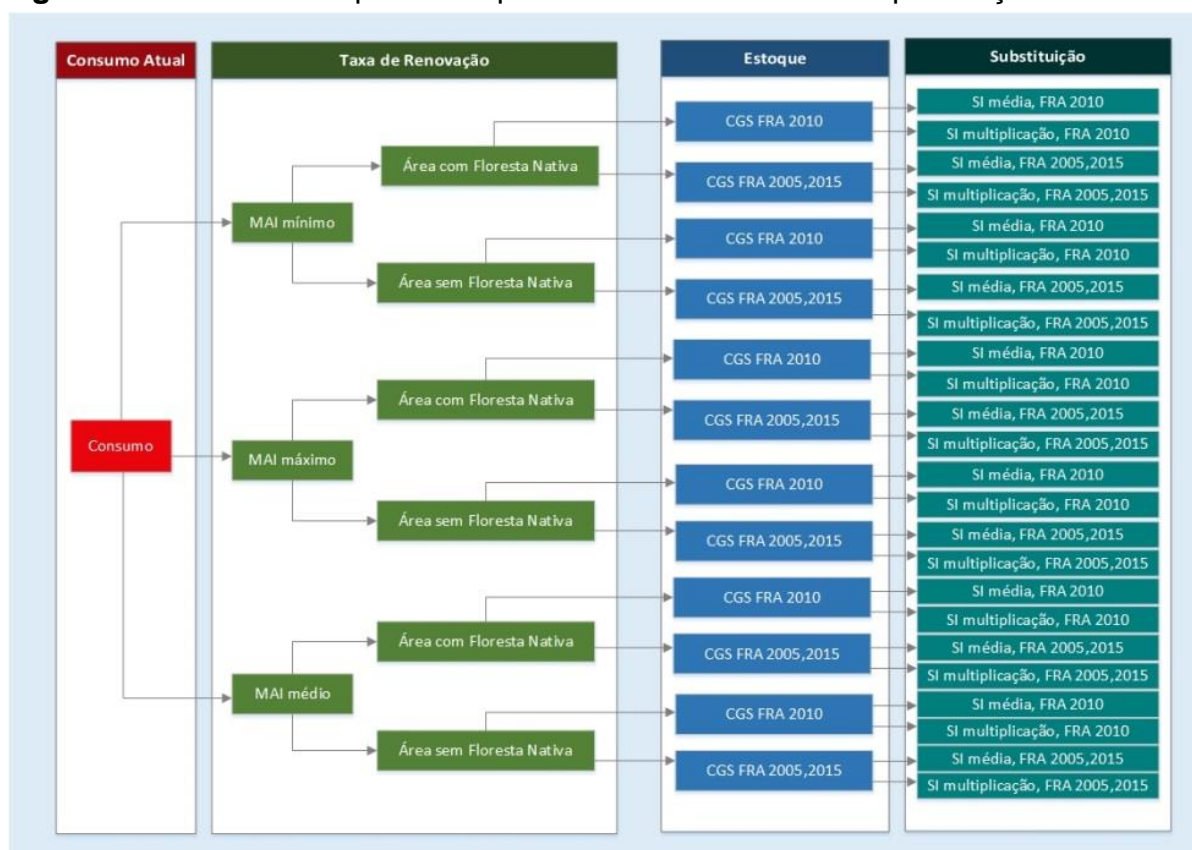 Consumo Atual
Taxa de Renovação
Estoque
Substituição
Consumo
MAI mínimo
Área com Floresta Nativa
Área sem Floresta Nativa
MAI máximo
Área com Floresta Nativa
Área sem Floresta Nativa
MAI médio
Área com Floresta Nativa
Área sem Floresta Nativa
CGS FRA 2010
CGS FRA 2005,2015
CGS FRA 2010
CGS FRA 2005,2015
CGS FRA 2010
CGS FRA 2005,2015
CGS FRA 2010
CGS FRA 2005,2015
CGS FRA 2010
CGS FRA 2005,2015
CGS FRA 2010
CGS FRA 2005,2015
SI média, FRA 2010
SI multiplicação, FRA 2010
SI média, FRA 2005,2015
SI multiplicação, FRA 2005,2015
SI média, FRA 2010
SI multiplicação, FRA 2010
SI média, FRA 2005,2015
SI multiplicação, FRA 2005,2015
SI média, FRA 2010
SI multiplicação, FRA 2010
SI média, FRA 2005,2015
SI multiplicação, FRA 2005,2015
SI média, FRA 2010
SI multiplicação, FRA 2010
SI média, FRA 2005,2015
SI multiplicação, FRA 2005,2015
SI média, FRA 2010
SI multiplicação, FRA 2010
SI média, FRA 2005,2015
SI multiplicação, FRA 2005,2015
SI média, FRA 2010
SI multiplicação, FRA 2010
SI média, FRA 2005,2015
SI multiplicação, FRA 2005,2015